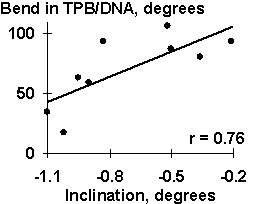 Bend in TPB/DNA, degrees
100
50
0
r = 0.76
-1.1 -0.8 -0.5 -0.2
Inclination, degrees